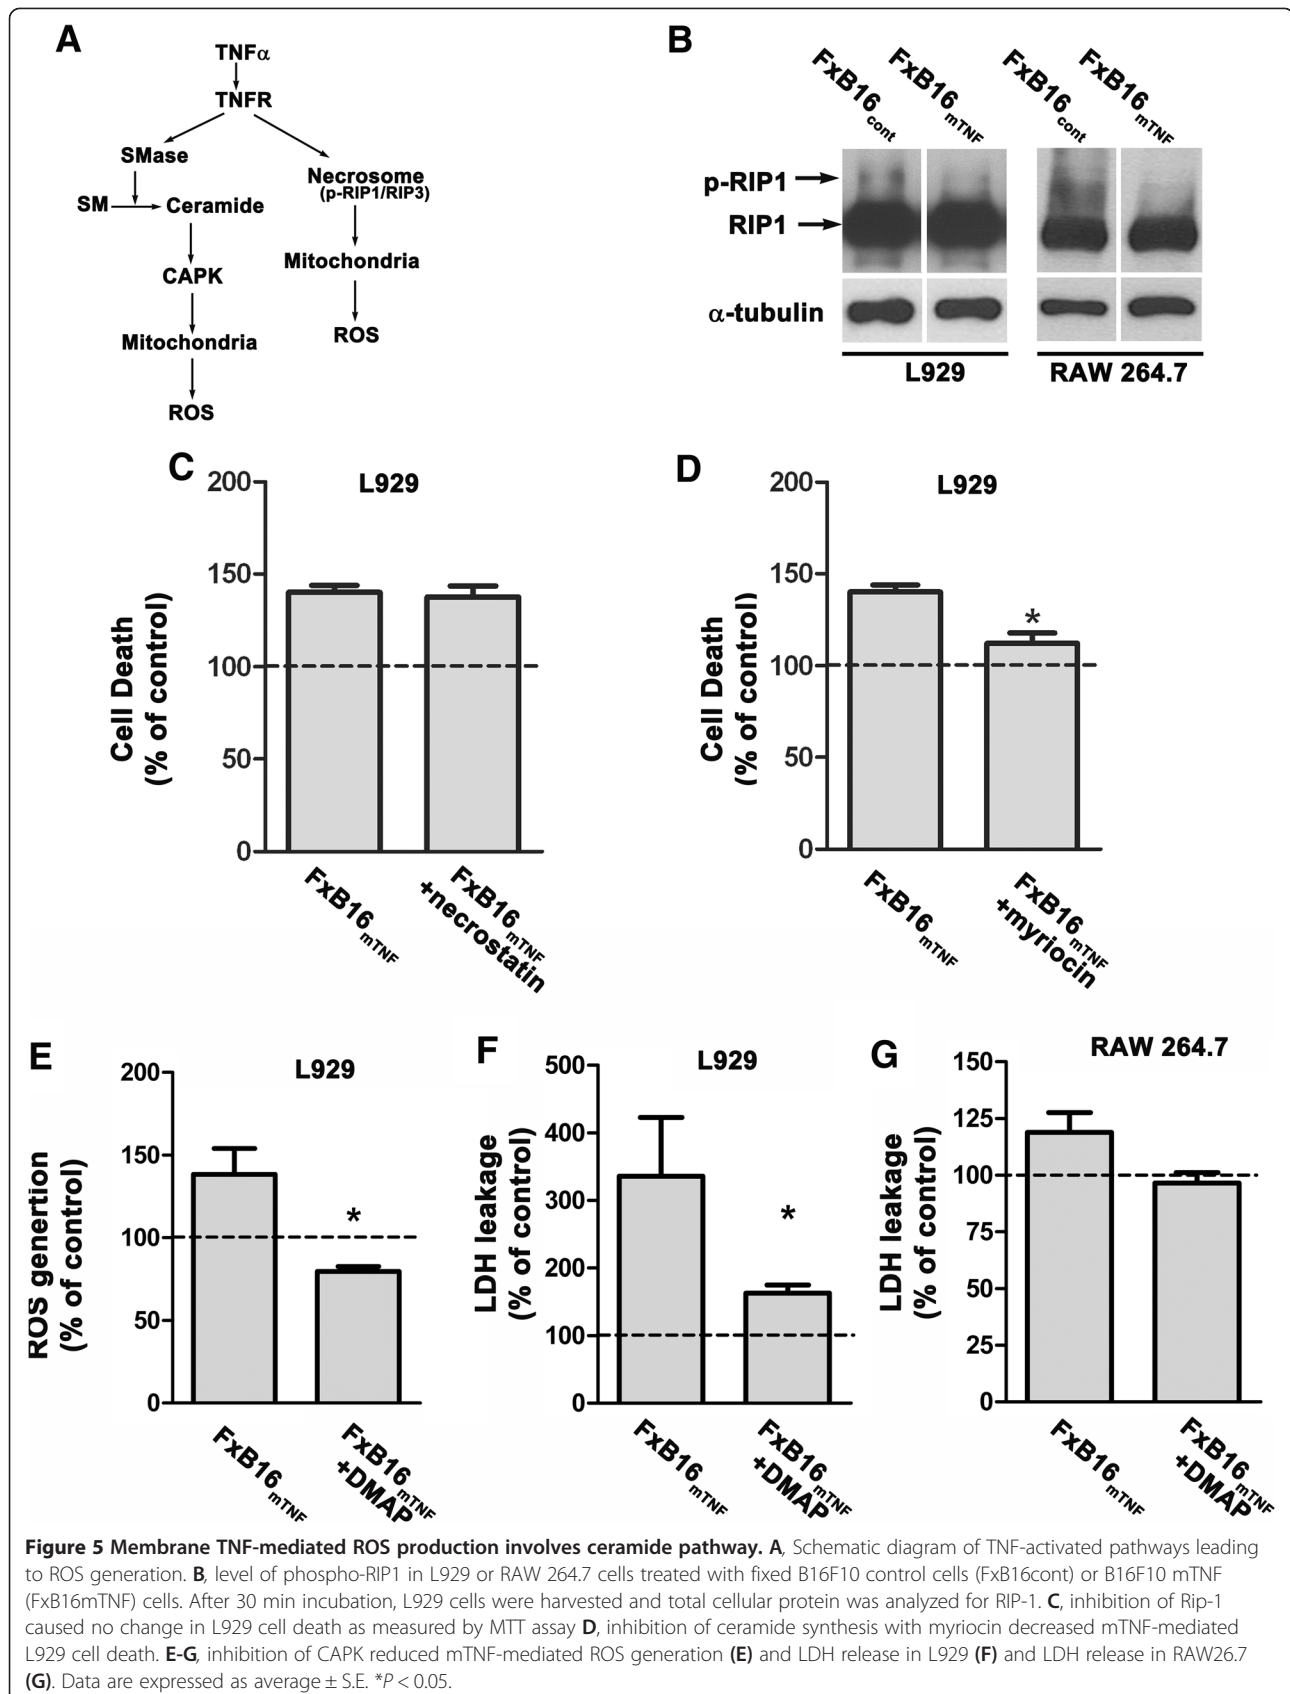 A
TNFα
TNFR
SMase
Necrosome
(p-RIP1/RIP3)
SM
Ceramide
CAPK
Mitochondria
Mitochondria
ROS
ROS
B
FxB16cont
FxB16mTNF
FxB16cont
FxB16mTNF
p-RIP1
RIP1
α-tubulin
L929
RAW 264.7
C
L929
Cell Death
(% of control)
200
150
100
50
0
FxB16mTNF
FxB16mTNF
+necrostatin
D
L929
Cell Death
(% of control)
200
150
100
50
0
*
FxB16mTNF
FxB16mTNF
+myriocin
E
L929
ROS genertion
(% of control)
200
150
100
50
0
*
FxB16mTNF
FxB16mTNF
+DMAP
F
L929
LDH leakage
(% of control)
500
400
300
200
100
0
*
FxB16mTNF
FxB16mTNF
+DMAP
G
RAW 264.7
LDH leakage
(% of control)
150
125
100
75
50
25
0
FxB16mTNF
FxB16mTNF
+DMAP
Figure 5 Membrane TNF-mediated ROS production involves ceramide pathway. A, Schematic diagram of TNF-activated pathways leading
to ROS generation. B, level of phospho-RIP1 in L929 or RAW 264.7 cells treated with fixed B16F10 control cells (FxB16cont) or B16F10 mTNF
(FxB16mTNF) cells. After 30 min incubation, L929 cells were harvested and total cellular protein was analyzed for RIP-1. C, inhibition of Rip-1
caused no change in L929 cell death as measured by MTT assay D, inhibition of ceramide synthesis with myriocin decreased mTNF-mediated
L929 cell death. E-G, inhibition of CAPK reduced mTNF-mediated ROS generation (E) and LDH release in L929 (F) and LDH release in RAW26.7
(G). Data are expressed as average ± S.E. *P < 0.05.